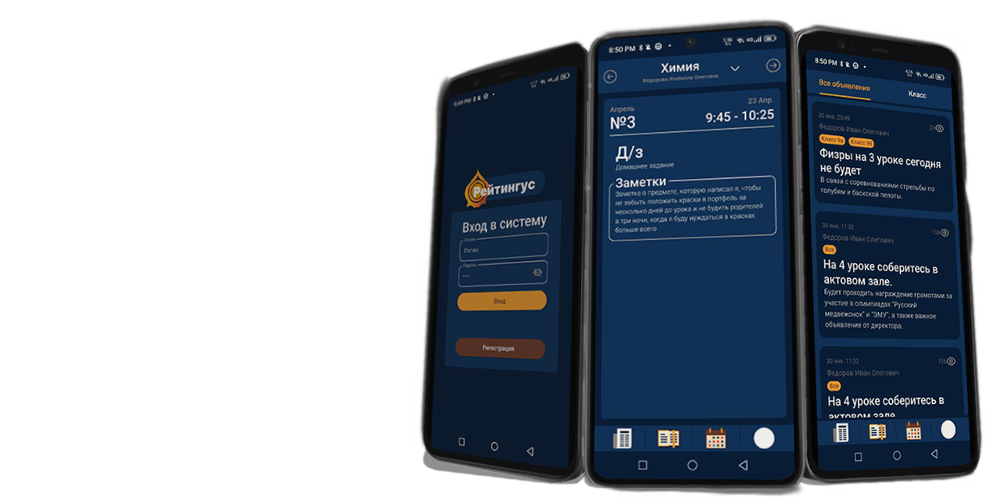 8:49 PM
Рейтингус
Вход в систему
Логин
Логин
Пароль
Вход
Регистрация
8:50 PM
Химия
Фёдорова Изабелла Олеговна
Апрель
23 Апр.
№3
9:45 - 10:25
Д/з
Домашнее задание
Заметки
Заметка о предмете, которую написал я, чтобы
не забыть положить краски в портфель за
несколько дней до урока и не будить родителей
в три ночи, когда я буду нуждаться в красках
больше всего
8:50 PM
Все объявления
Класс
30 янв. 20:49
23
Федоров Иван Олегович
Класс 9а
Класс 9б
Физры на 3 уроке сегодня
не будет
В связи с соревнованиями стрельбы по
голубям и баскской пелоты.
30 янв. 11:32
126
Федоров Иван Олегович
Все
На 4 уроке соберитесь в
актовом зале.
Будет проходить награждение грамотами за
участие в олимпиадах "Русский
медвежонок" и "ЭМУ", а также важное
объявление от директора.
30 янв. 11:32
126
Федоров Иван Олегович
Все
На 4 уроке соберитесь в
актовом зале